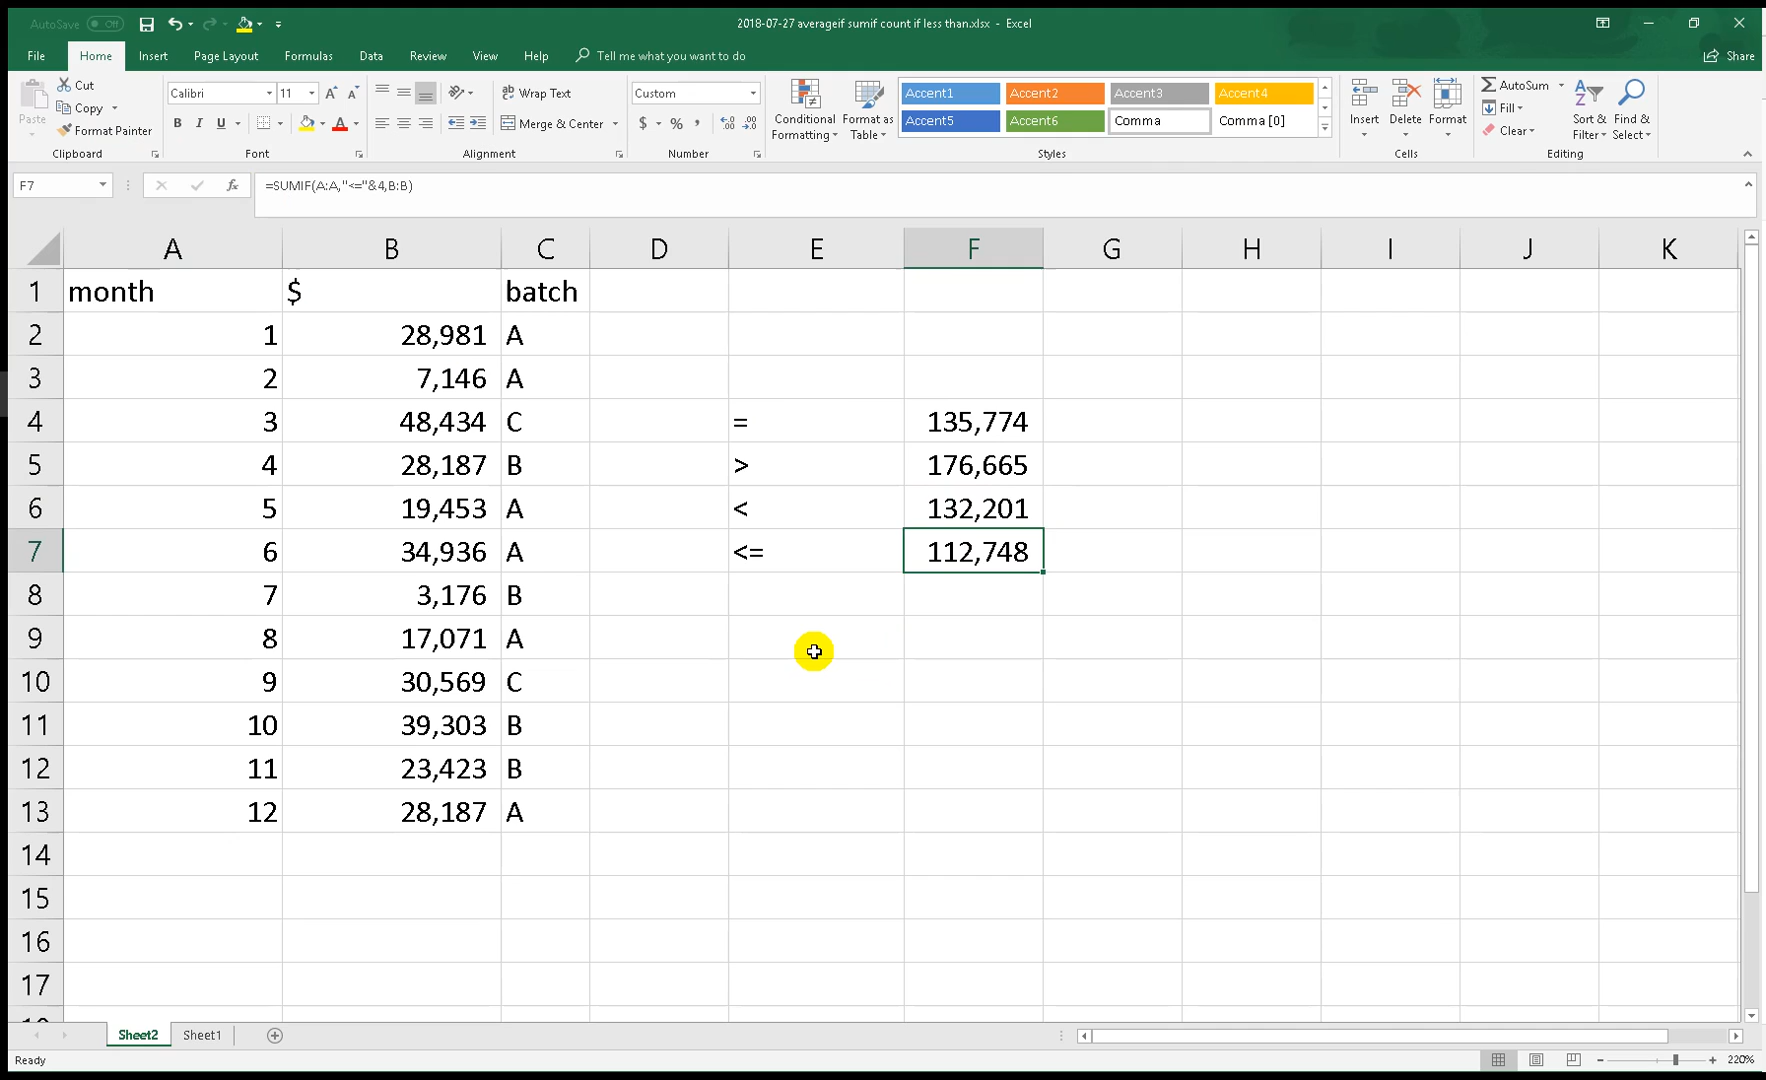 AutoSave Off 2018-07-27 averageif sumif count if less than.xlsx - Excel
File Home Insert Page Layout Formulas Data Review View Help Tell me what you want to do Share
Paste Cut Copy Format Painter
Calibri 11 A A B I U A
Wrap Text
Merge & Center
Custom
$ % ,
Conditional Formatting Format as Table
Accent1 Accent2 Accent3 Accent4
Accent5 Accent6 Comma Comma [0]
Insert Delete Format
AutoSum Fill Clear
Sort & Filter Find & Select
Clipboard Font Alignment Number Styles Cells Editing
F7 fx =SUMIF(A:A,"<="&4,B:B)
A B C D E F G H I J K
1 month $ batch
2 1 28,981 A
3 2 7,146 A
4 3 48,434 C = 135,774
5 4 28,187 B > 176,665
6 5 19,453 A < 132,201
7 6 34,936 A <= 112,748
8 7 3,176 B
9 8 17,071 A
10 9 30,569 C
11 10 39,303 B
12 11 23,423 B
13 12 28,187 A
14
15
16
17
Sheet2 Sheet1
Ready 220%